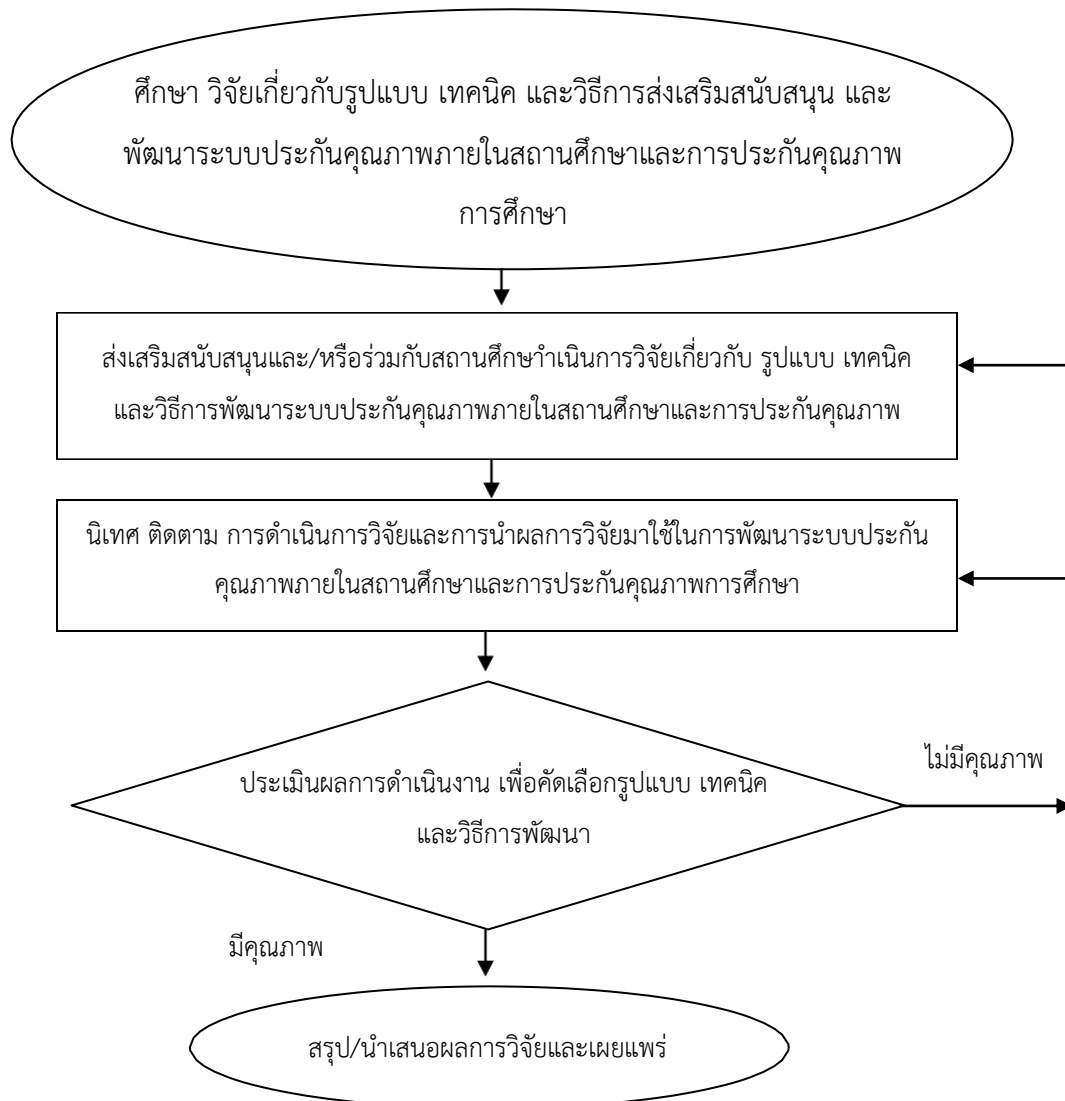 ศึกษา วิจัยเกี่ยวกับรูปแบบ เทคนิค และวิธีการส่งเสริมสนับสนุน และ
พัฒนาระบบประกันคุณภาพภายในสถานศึกษาและการประกันคุณภาพ
การศึกษา
ส่งเสริมสนับสนุนและ/หรือร่วมกับสถานศึกษาำเนินการวิจัยเกี่ยวกับ รูปแบบ เทคนิค
และวิธีการพัฒนาระบบประกันคุณภาพภายในสถานศึกษาและการประกันคุณภาพ
นิเทศ ติดตาม การดำเนินการวิจัยและการนำผลการวิจัยมาใช้ในการพัฒนาระบบประกัน
คุณภาพภายในสถานศึกษาและการประกันคุณภาพการศึกษา
ไม่มีคุณภาพ
ประเมินผลการดำเนินงาน เพื่อคัดเลือกรูปแบบ เทคนิค
และวิธีการพัฒนา
มีคุณภาพ
สรุป/นำเสนอผลการวิจัยและเผยแพร่